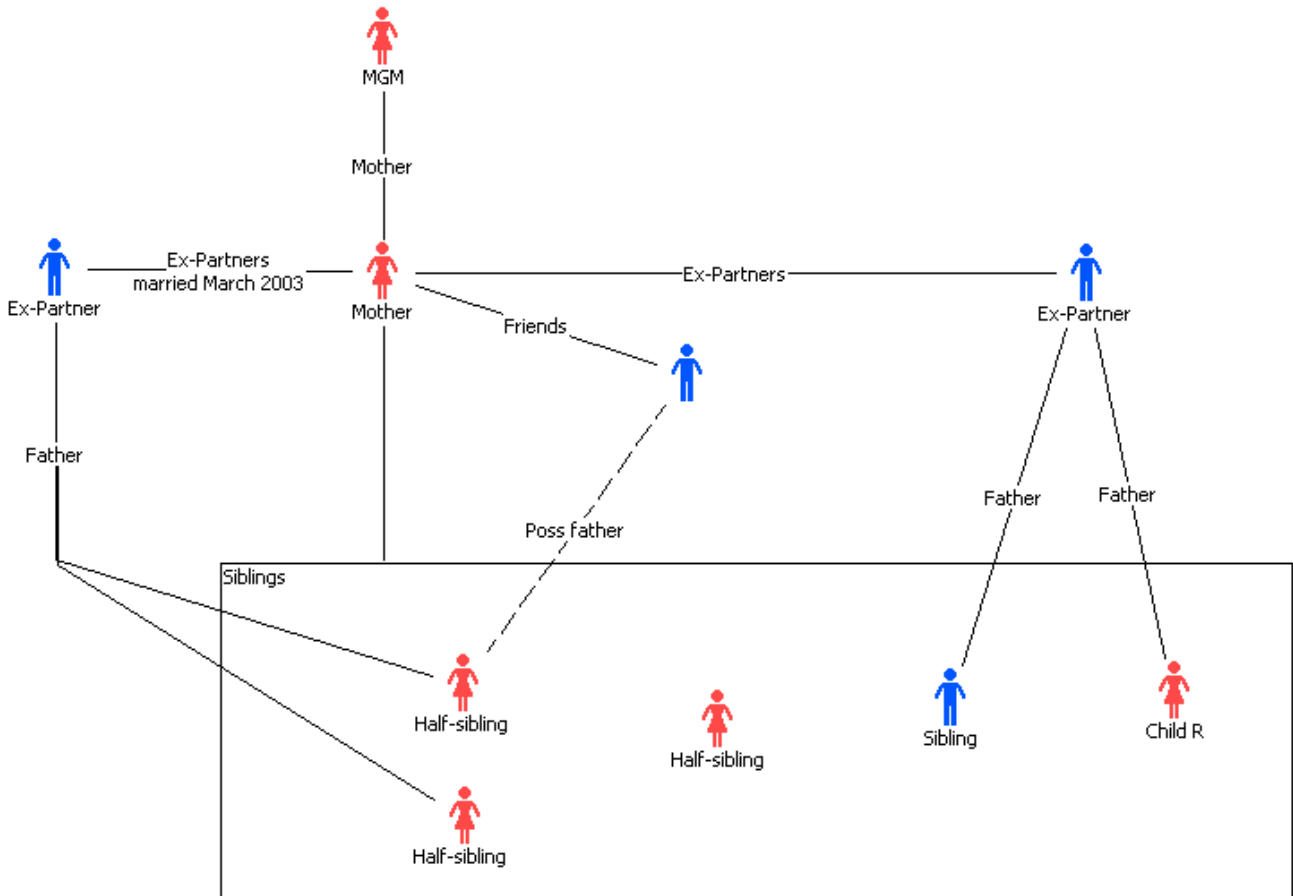 MGM
Mother
Ex-Partners
married March 2003
Ex-Partner
Mother
Ex-Partners
Ex-Partner
Friends
Father
Father
Father
Poss father
Siblings
Half-sibling
Half-sibling
Sibling
Child R
Half-sibling